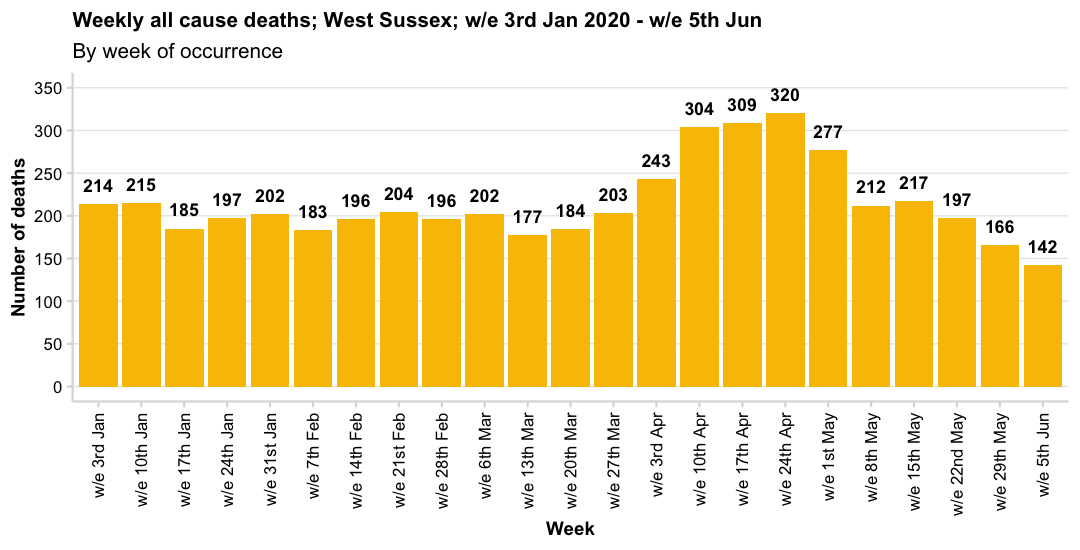 Weekly all cause deaths; West Sussex; w/e 3rd Jan 2020 - w/e 5th Jun
By week of occurrence
Number of deaths
350
300
250
200
150
100
50
0
214
215
185
197
202
183
196
204
196
202
177
184
203
243
304
309
320
277
212
217
197
166
142
w/e 3rd Jan
w/e 10th Jan
w/e 17th Jan
w/e 24th Jan
w/e 31st Jan
w/e 7th Feb
w/e 14th Feb
w/e 21st Feb
w/e 28th Feb
w/e 6th Mar
w/e 13th Mar
w/e 20th Mar
w/e 27th Mar
w/e 3rd Apr
w/e 10th Apr
w/e 17th Apr
w/e 24th Apr
w/e 1st May
w/e 8th May
w/e 15th May
w/e 22nd May
w/e 29th May
w/e 5th Jun
Week